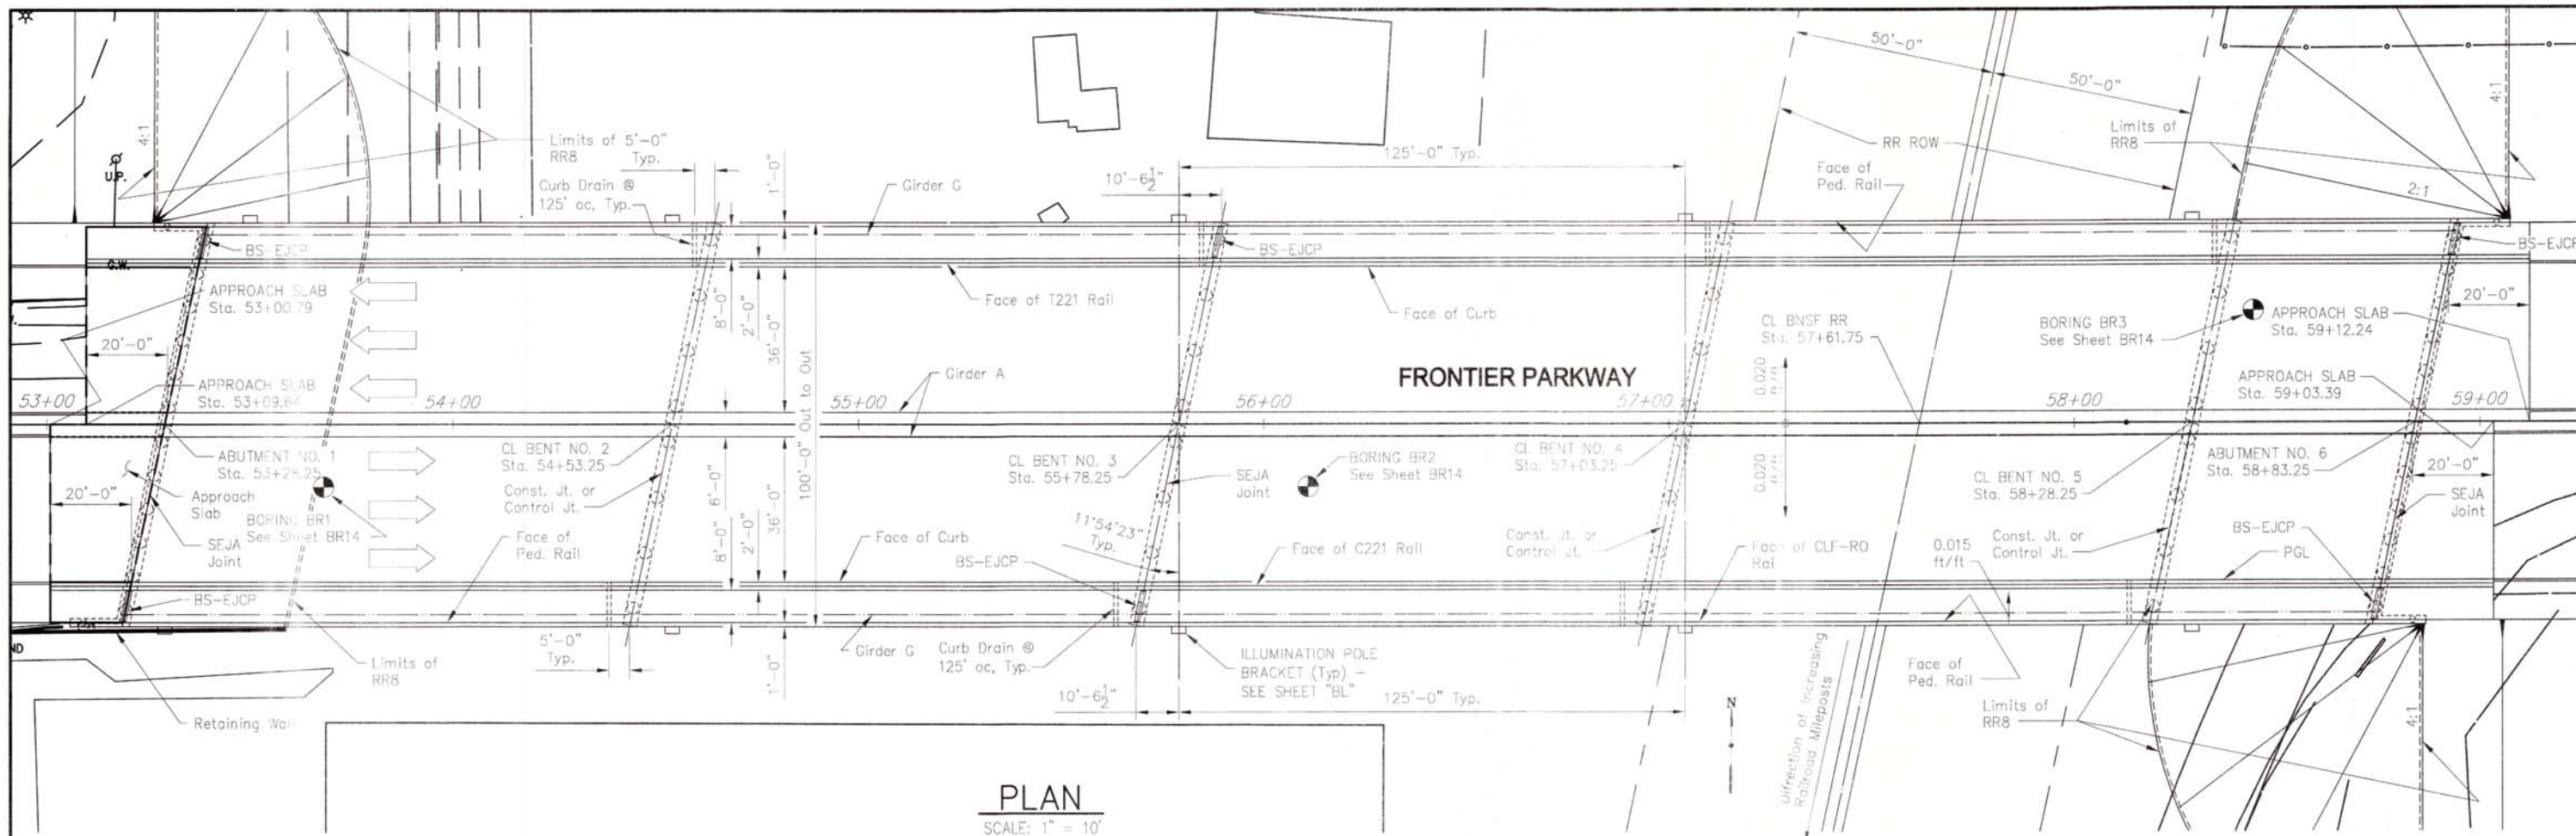 50'-0"
50'-0"
4:1
4:1
U.P.
Limits of
RR8
5'-0"
Typ.
1'-0"
125'-0" Typ.
RR ROW
Limits of
RR8
Curb Drain @
125' oc, Typ.
Girder G
10'-6½"
Face of
Ped. Rail
2:1
BS-EJCP
BS-EJCP
BS-EJCP
G.W.
APPROACH SLAB
Sta. 53+00.79
8'-0"
2'-0"
36'-0"
100'-0" Out to Out
Face of T221 Rail
Face of Curb
CL BNSF RR
Sta. 57+61.75
BORING BR3
See Sheet BR14
APPROACH SLAB
Sta. 59+12.24
20'-0"
20'-0"
APPROACH SLAB
Sta. 53+09.64
Girder A
FRONTIER PARKWAY
0.020
APPROACH SLAB
Sta. 59+03.39
53+00
54+00
55+00
56+00
57+00
58+00
59+00
ABUTMENT NO. 1
Sta. 53+28.25
CL BENT NO. 2
Sta. 54+53.25
CL BENT NO. 3
Sta. 55+78.25
BORING BR2
See Sheet BR14
CL BENT NO. 4
Sta. 57+03.25
0.020
CL BENT NO. 5
Sta. 58+28.25
ABUTMENT NO. 6
Sta. 58+83.25
20'-0"
20'-0"
Approach
Slab
BORING BR1
See Sheet BR14
Const. Jt. or
Control Jt.
6'-0"
8'-0"
2'-0"
36'-0"
SEJA
Joint
SEJA
Joint
SEJA
Joint
11°54'23"
Typ.
Face of
Ped. Rail
Face of Curb
BS-EJCP
Face of C221 Rail
Const. Jt. or
Control Jt.
Face of CLF-RO
Rai
0.015
ft/ft
Const. Jt. or
Control Jt.
BS-EJCP
PGL
BS-EJCP
5'-0"
Typ.
1'-0"
Girder G
Curb Drain @
125' oc, Typ.
ILLUMINATION POLE
BRACKET (Typ) -
SEE SHEET "BL"
Limits of
RR8
10'-6½"
125'-0" Typ.
N
Difrection of Increasing
Railroad Mileposts
Face of
Ped. Rail
Limits of
RR8
4:1
Retaining Wal
ND
PLAN
SCALE: 1" = 10'